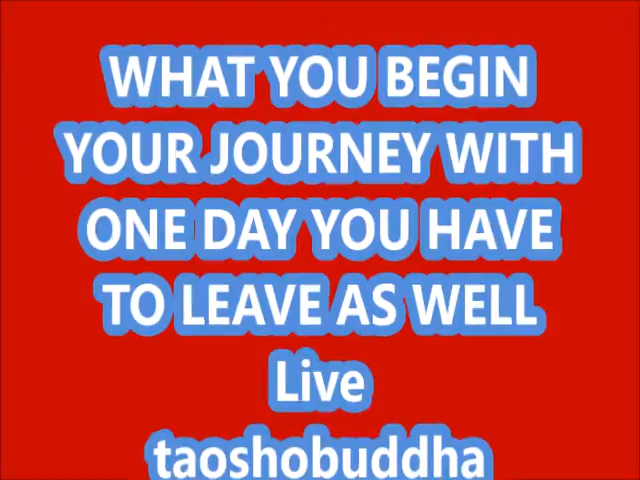 WHAT YOU BEGIN
YOUR JOURNEY WITH
ONE DAY YOU HAVE
TO LEAVE AS WELL
Live
taoshobuddha